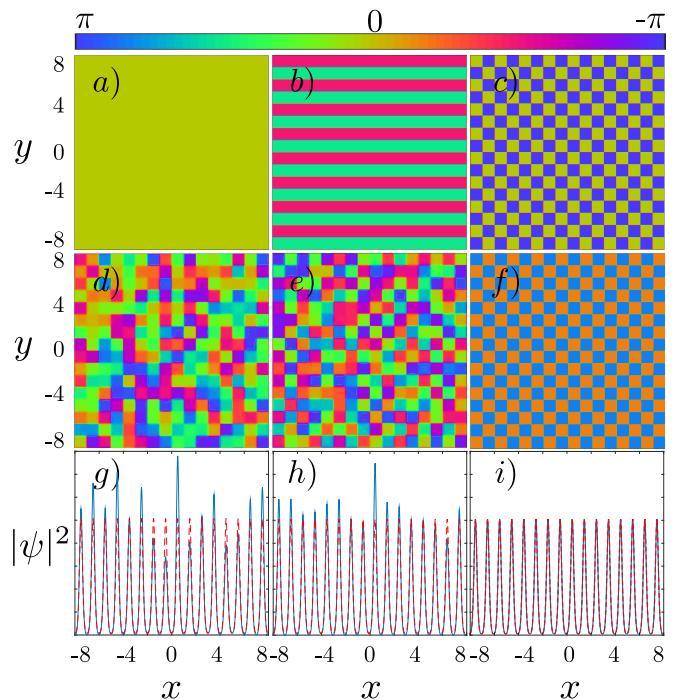 π 0 -π
8 a) b) c)
4
y 0
-4
-8
8 d) e) f)
4
y 0
-4
-8
g) h) i)
|ψ|²
-8 -4 0 4 8 -8 -4 0 4 8 -8 -4 0 4 8
x x x